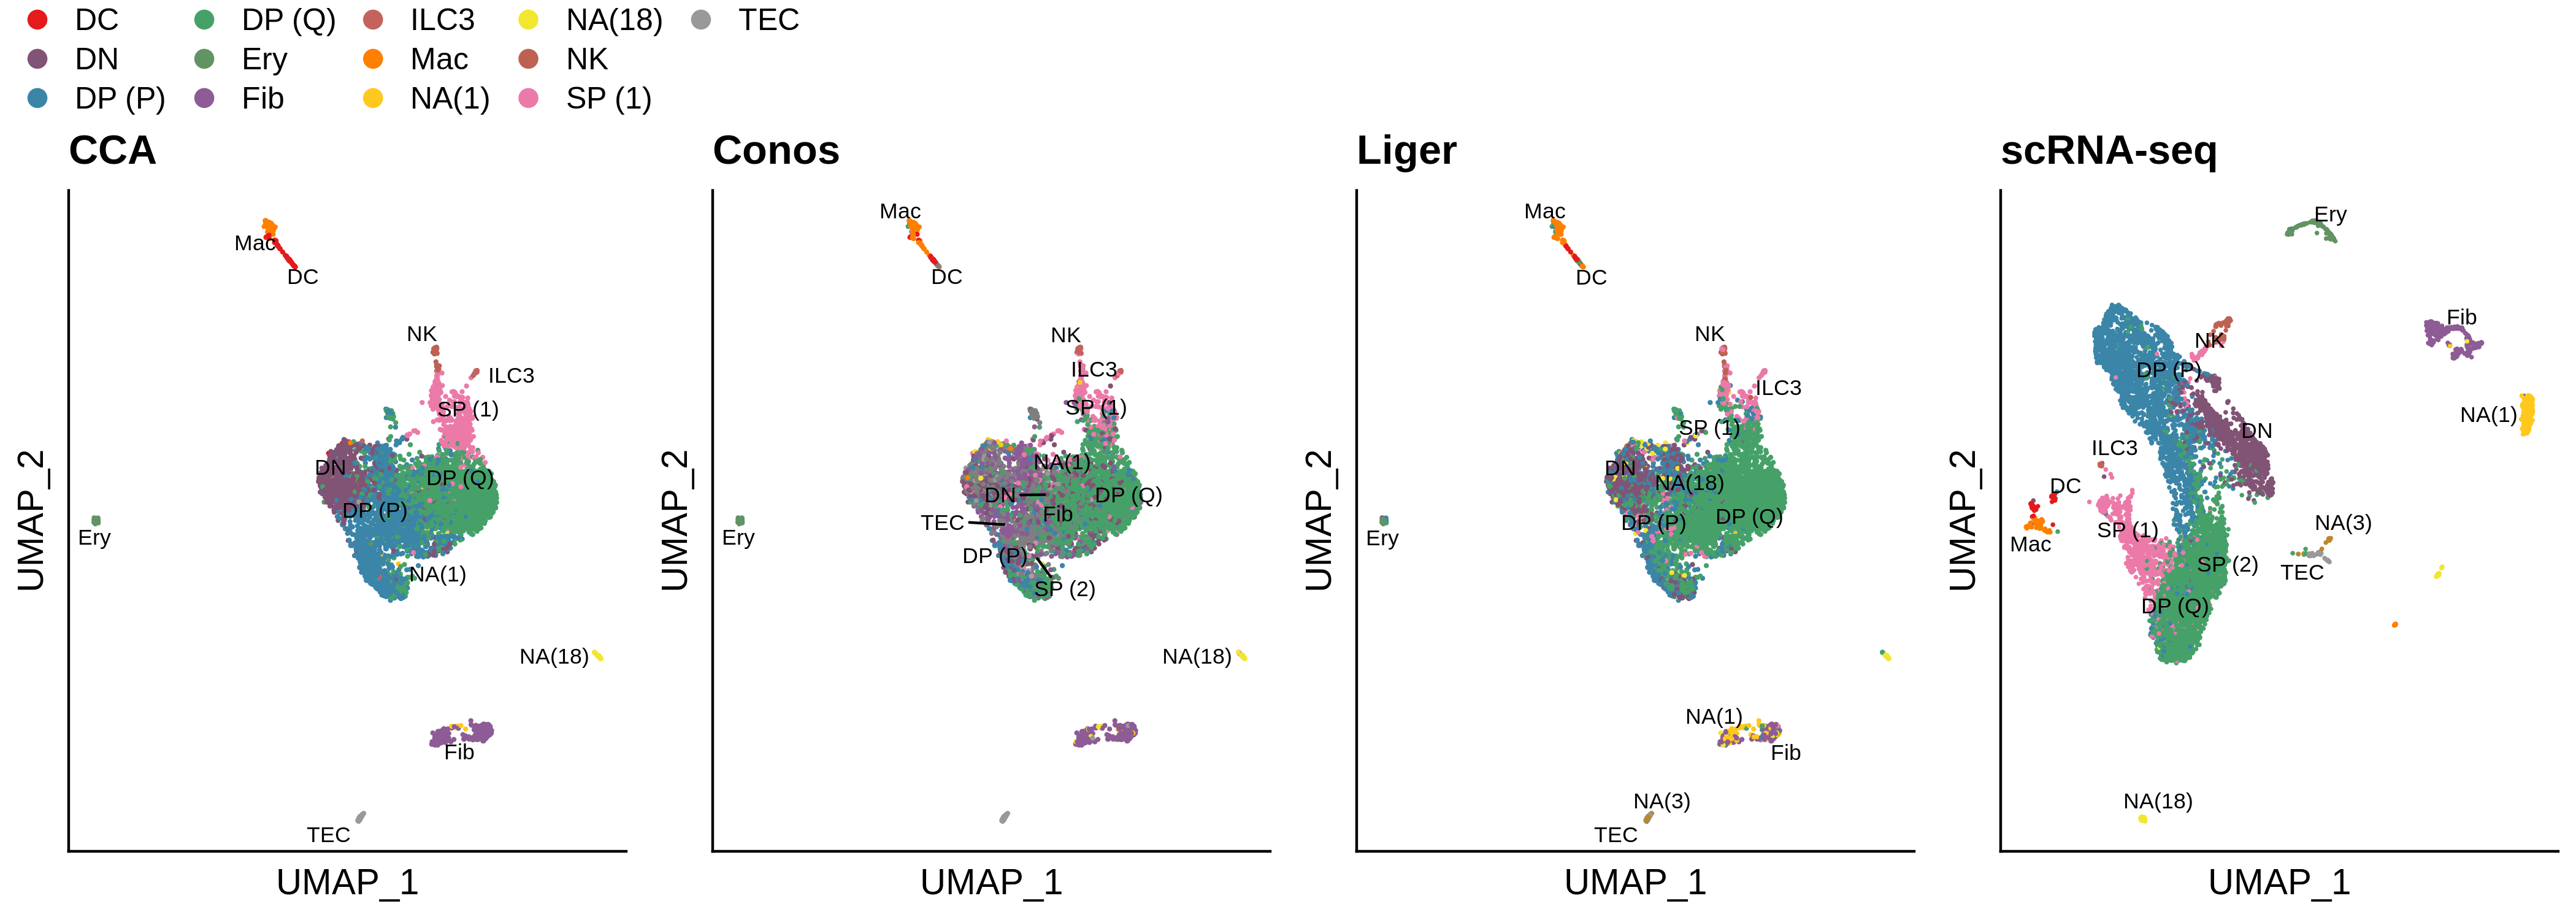 DC DP (Q) ILC3 NA(18) TEC
DN Ery Mac NK
DP (P) Fib NA(1) SP (1)
CCA
Mac
DC
NK
ILC3
SP (1)
DN
DP (Q)
DP (P)
Ery
NA(1)
NA(18)
Fib
TEC
UMAP_2
UMAP_1
Conos
Mac
DC
NK
ILC3
SP (1)
NA(1)
DN
DP (Q)
Fib
TEC
Ery
DP (P)
SP (2)
NA(18)
UMAP_2
UMAP_1
Liger
Mac
DC
NK
ILC3
SP (1)
DN
NA(18)
DP (P)
DP (Q)
Ery
NA(1)
Fib
NA(3)
TEC
UMAP_2
UMAP_1
scRNA-seq
Ery
Fib
NK
DP (P)
NA(1)
DN
ILC3
DC
NA(3)
SP (1)
Mac
SP (2)
TEC
DP (Q)
NA(18)
UMAP_2
UMAP_1